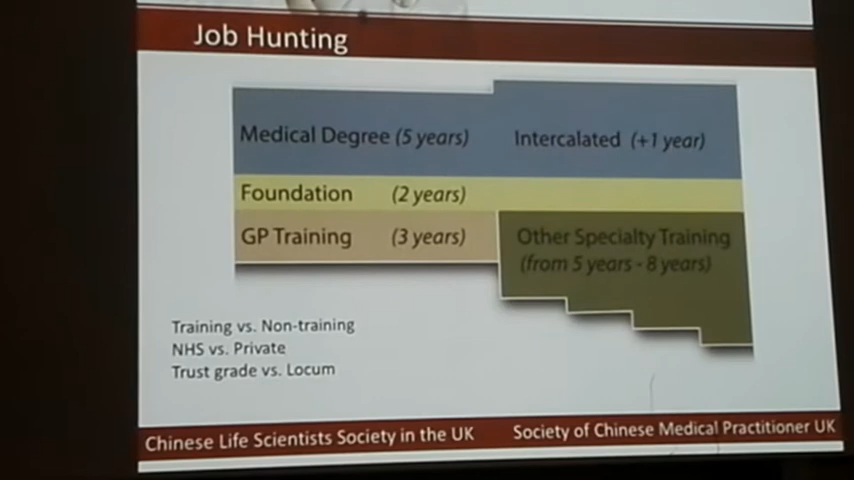 Job Hunting
Medical Degree (5 years)
Intercalated (+1 year)
Foundation (2 years)
GP Training (3 years)
Other Specialty Training
(from 5 years - 8 years)
Training vs. Non-training
NHS vs. Private
Trust grade vs. Locum
Chinese Life Scientists Society in the UK
Society of Chinese Medical Practitioner UK